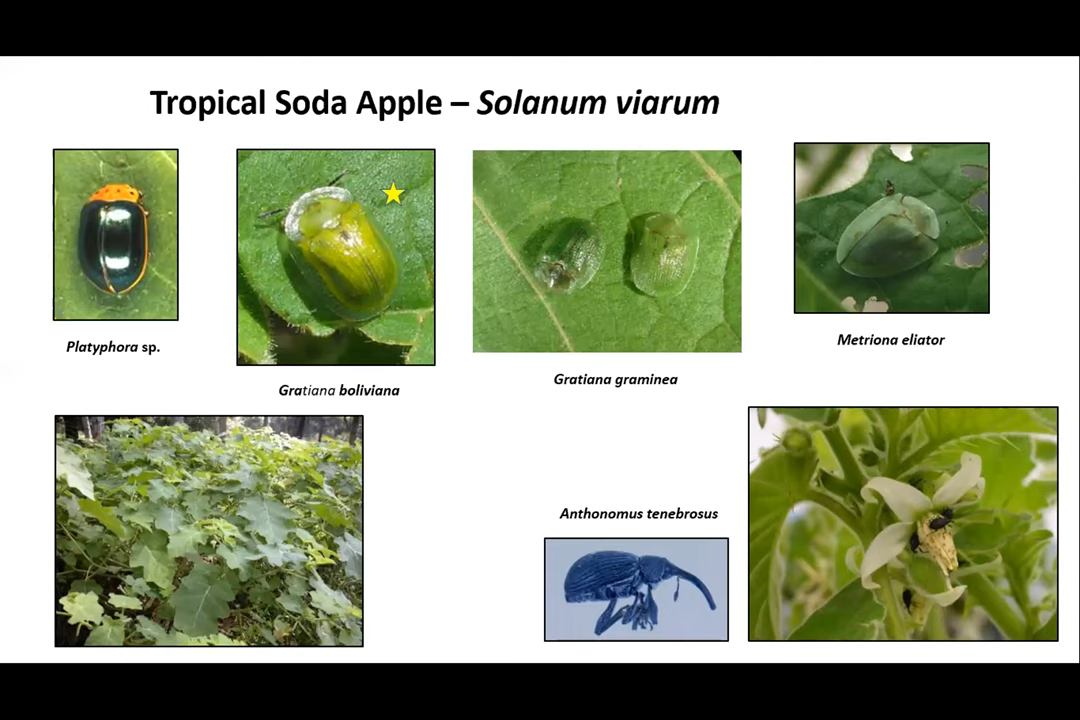 Tropical Soda Apple – Solanum viarum
Platyphora sp.
Gratiana boliviana
Gratiana graminea
Metriona eliator
Anthonomus tenebrosus